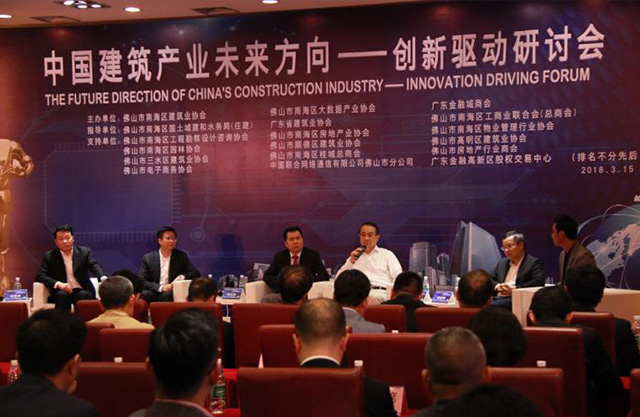 中国建筑产业未来方向——创新驱动研讨会
THE FUTURE DIRECTION OF CHINA'S CONSTRUCTION INDUSTRY—INNOVATION DRIVING FORUM
主办单位：佛山市南海区建筑业协会 佛山市南海区大数据产业协会 广东金融城商会
指导单位：佛山市南海区国土城建和水务局(住建) 广东省建筑业协会 佛山市南海区工商业联合会(总商会)
支持单位：佛山市南海区工程勘察设计咨询协会 佛山市南海区房地产业协会 佛山市南海区物业管理行业协会
佛山市南海区园林协会 佛山市顺德区建筑业协会 佛山市高明区建筑业协会
佛山市三水区建筑业协会 佛山市南海区桂城总商会 佛山市房地产行业商会
佛山市电子商务协会 中国联合网络通信有限公司佛山市分公司 广东金融高新区股权交易中心 (排名不分先后
2018.3.15